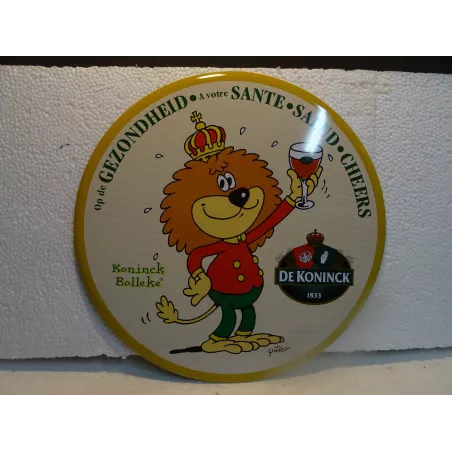 Op de GEZONDHEID • A votre SANTE • SALUD • CHEERS
Koninck
Bolleke
DE KONINCK
1833